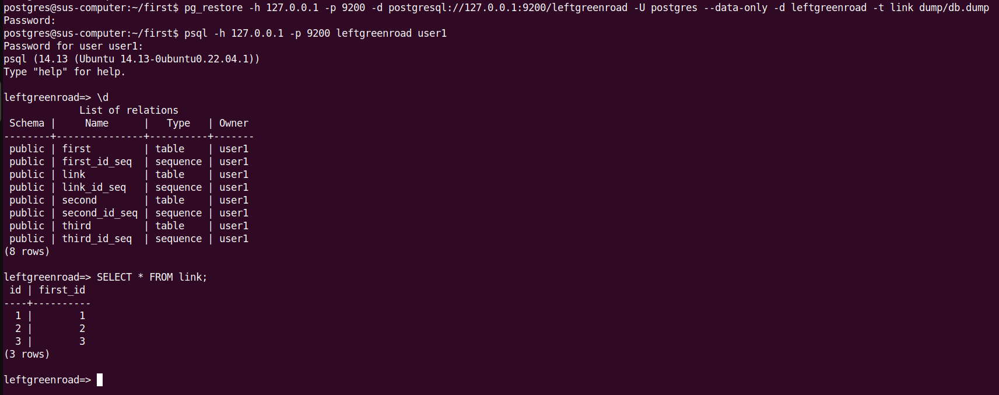 postgres@sus-computer:~/first$ pg_restore -h 127.0.0.1 -p 9200 -d postgresql://127.0.0.1:9200/leftgreenroad -U postgres --data-only -d leftgreenroad -t link dump/db.dump
Password:
postgres@sus-computer:~/first$ psql -h 127.0.0.1 -p 9200 leftgreenroad user1
Password for user user1:
psql (14.13 (Ubuntu 14.13-0ubuntu0.22.04.1))
Type "help" for help.

leftgreenroad=> \d
             List of relations
 Schema |     Name      |   Type   | Owner
--------+---------------+----------+-------
 public | first         | table    | user1
 public | first_id_seq  | sequence | user1
 public | link          | table    | user1
 public | link_id_seq   | sequence | user1
 public | second        | table    | user1
 public | second_id_seq | sequence | user1
 public | third         | table    | user1
 public | third_id_seq  | sequence | user1
(8 rows)

leftgreenroad=> SELECT * FROM link;
 id | first_id
----+----------
  1 |        1
  2 |        2
  3 |        3
(3 rows)

leftgreenroad=>